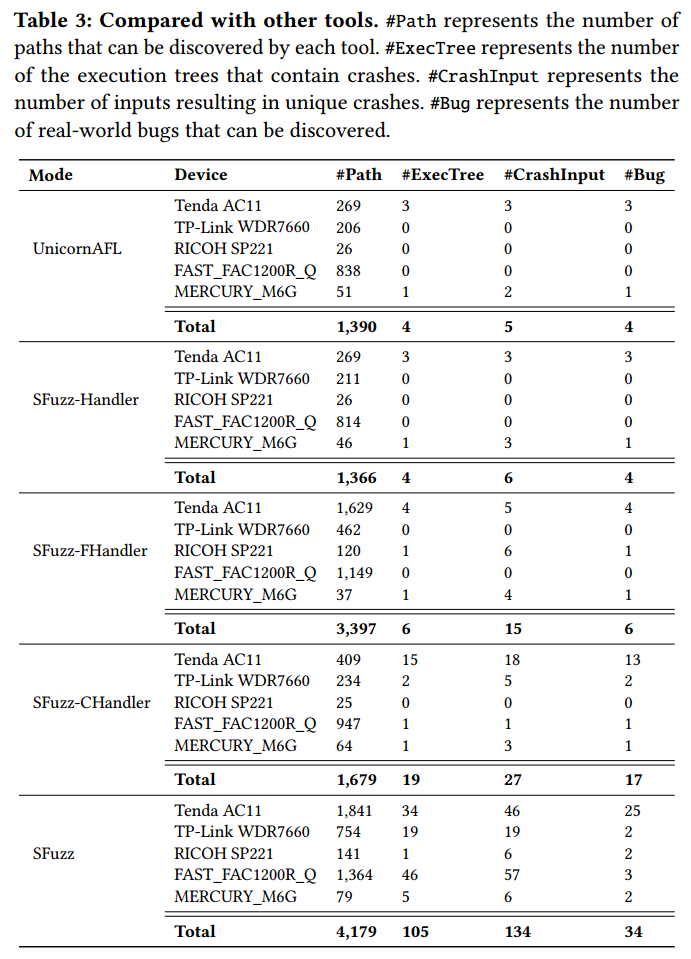 Table 3: Compared with other tools. #Path represents the number of
paths that can be discovered by each tool. #ExecTree represents the number
of the execution trees that contain crashes. #CrashInput represents the
number of inputs resulting in unique crashes. #Bug represents the number
of real-world bugs that can be discovered.
Mode Device #Path #ExecTree #CrashInput #Bug
Tenda AC11 269 3 3 3
TP-Link WDR7660 206 0 0 0
UnicornAFL RICOH SP221 26 0 0 0
FAST_FAC1200R_Q 838 0 0 0
MERCURY_M6G 51 1 2 1
Total 1,390 4 5 4
Tenda AC11 269 3 3 3
TP-Link WDR7660 211 0 0 0
SFuzz-Handler RICOH SP221 26 0 0 0
FAST_FAC1200R_Q 814 0 0 0
MERCURY_M6G 46 1 3 1
Total 1,366 4 6 4
Tenda AC11 1,629 4 5 4
TP-Link WDR7660 462 0 0 0
SFuzz-FHandler RICOH SP221 120 1 6 1
FAST_FAC1200R_Q 1,149 0 0 0
MERCURY_M6G 37 1 4 1
Total 3,397 6 15 6
Tenda AC11 409 15 18 13
TP-Link WDR7660 234 2 5 2
SFuzz-CHandler RICOH SP221 25 0 0 0
FAST_FAC1200R_Q 947 1 1 1
MERCURY_M6G 64 1 3 1
Total 1,679 19 27 17
Tenda AC11 1,841 34 46 25
TP-Link WDR7660 754 19 19 2
SFuzz RICOH SP221 141 1 6 2
FAST_FAC1200R_Q 1,364 46 57 3
MERCURY_M6G 79 5 6 2
Total 4,179 105 134 34